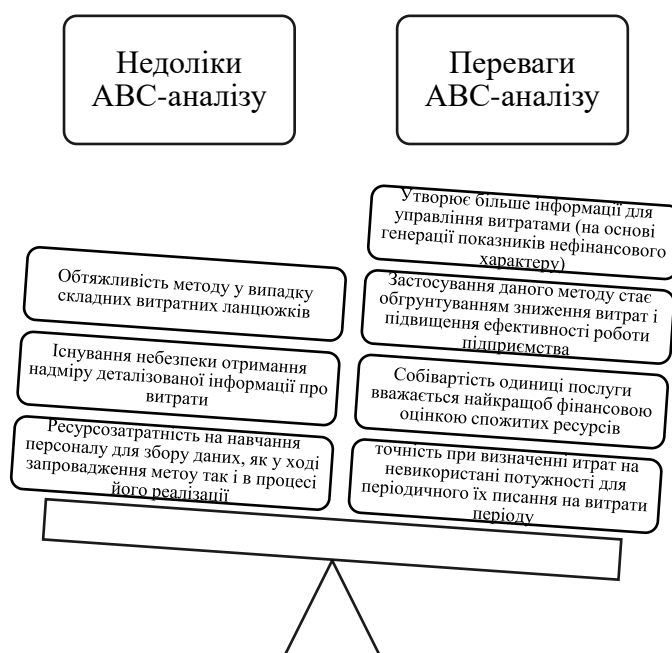 Недоліки
АВС-аналізу
Переваги
АВС-аналізу
Обтяжливість методу у випадку
складних витратних ланцюжків
Існування небезпеки отримання
надміру деталізованої інформації про
витрати
Ресурсозатратність на навчання
персоналу для збору даних, як у ході
запровадження метоу так і в процесі
його реалізації
Утворює більше інформації для
управління витратами (на основі
генерації показників нефінансового
характеру)
Застосування даного методу стає
обгрунтуванням зниження витрат і
підвищення ефективності роботи
підприємства
Собівартість одиниці послуги
вважається найкращоб фінансовою
оцінкою спожитих ресурсів
точність при визначенні итрат на
невикористані потужності для
періодичного їх писання на витрати
періоду